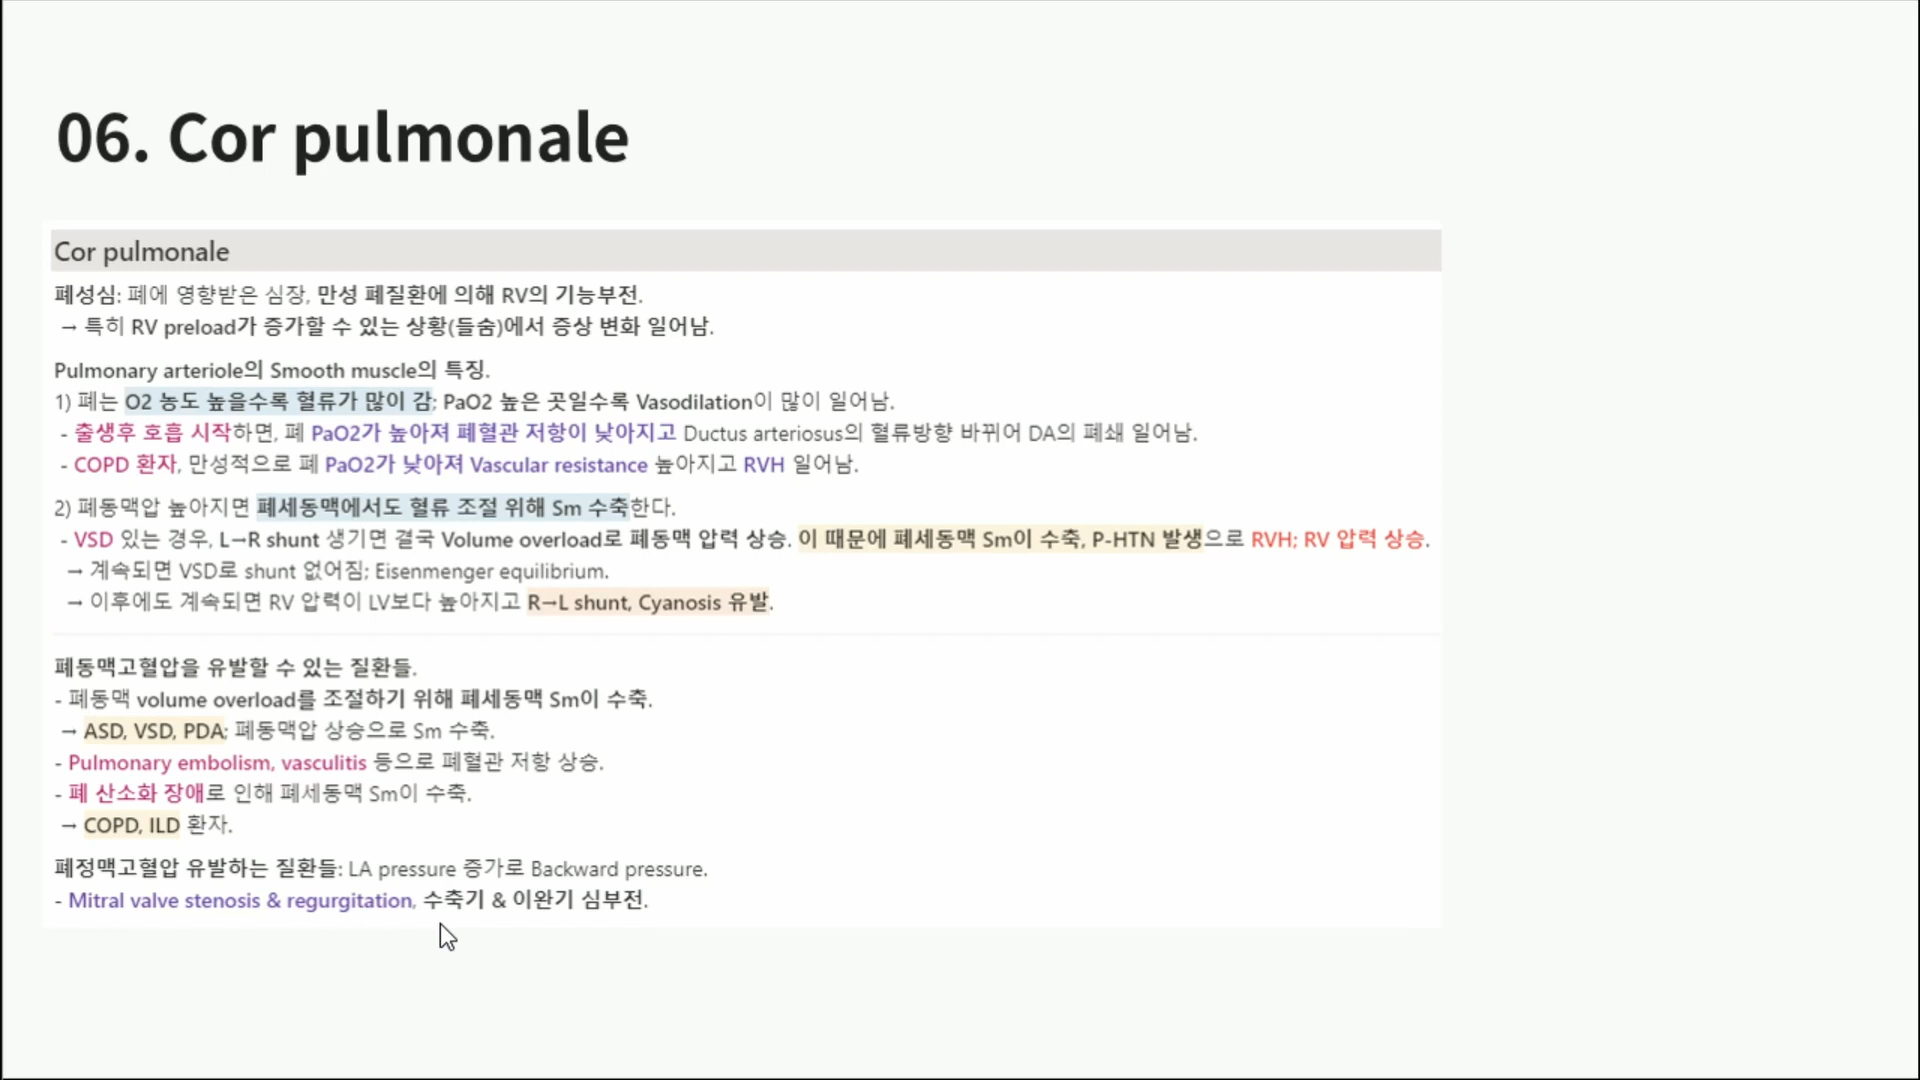 06. Cor pulmonale
Cor pulmonale
폐성심: 폐에 영향받은 심장, 만성 폐질환에 의해 RV의 기능부전.
→ 특히 RV preload가 증가할 수 있는 상황(들숨)에서 증상 변화 일어남.
Pulmonary arteriole의 Smooth muscle의 특징.
1) 폐는 O2 농도 높을수록 혈류가 많이 감; PaO2 높은 곳일수록 Vasodilation이 많이 일어남.
- 출생후 호흡 시작하면, 폐 PaO2가 높아져 폐혈관 저항이 낮아지고 Ductus arteriosus의 혈류방향 바뀌어 DA의 폐쇄 일어남.
- COPD 환자, 만성적으로 폐 PaO2가 낮아져 Vascular resistance 높아지고 RVH 일어남.
2) 폐동맥압 높아지면 폐세동맥에서도 혈류 조절 위해 Sm 수축한다.
- VSD 있는 경우, L→R shunt 생기면 결국 Volume overload로 폐동맥 압력 상승. 이 때문에 폐세동맥 Sm이 수축, P-HTN 발생으로 RVH; RV 압력 상승.
→ 계속되면 VSD로 shunt 없어짐; Eisenmenger equilibrium.
→ 이후에도 계속되면 RV 압력이 LV보다 높아지고 R→L shunt, Cyanosis 유발.
폐동맥고혈압을 유발할 수 있는 질환들.
- 폐동맥 volume overload를 조절하기 위해 폐세동맥 Sm이 수축.
→ ASD, VSD, PDA; 폐동맥압 상승으로 Sm 수축.
- Pulmonary embolism, vasculitis 등으로 폐혈관 저항 상승.
- 폐 산소화 장애로 인해 폐세동맥 Sm이 수축.
→ COPD, ILD 환자.
폐정맥고혈압 유발하는 질환들: LA pressure 증가로 Backward pressure.
- Mitral valve stenosis & regurgitation, 수축기 & 이완기 심부전.